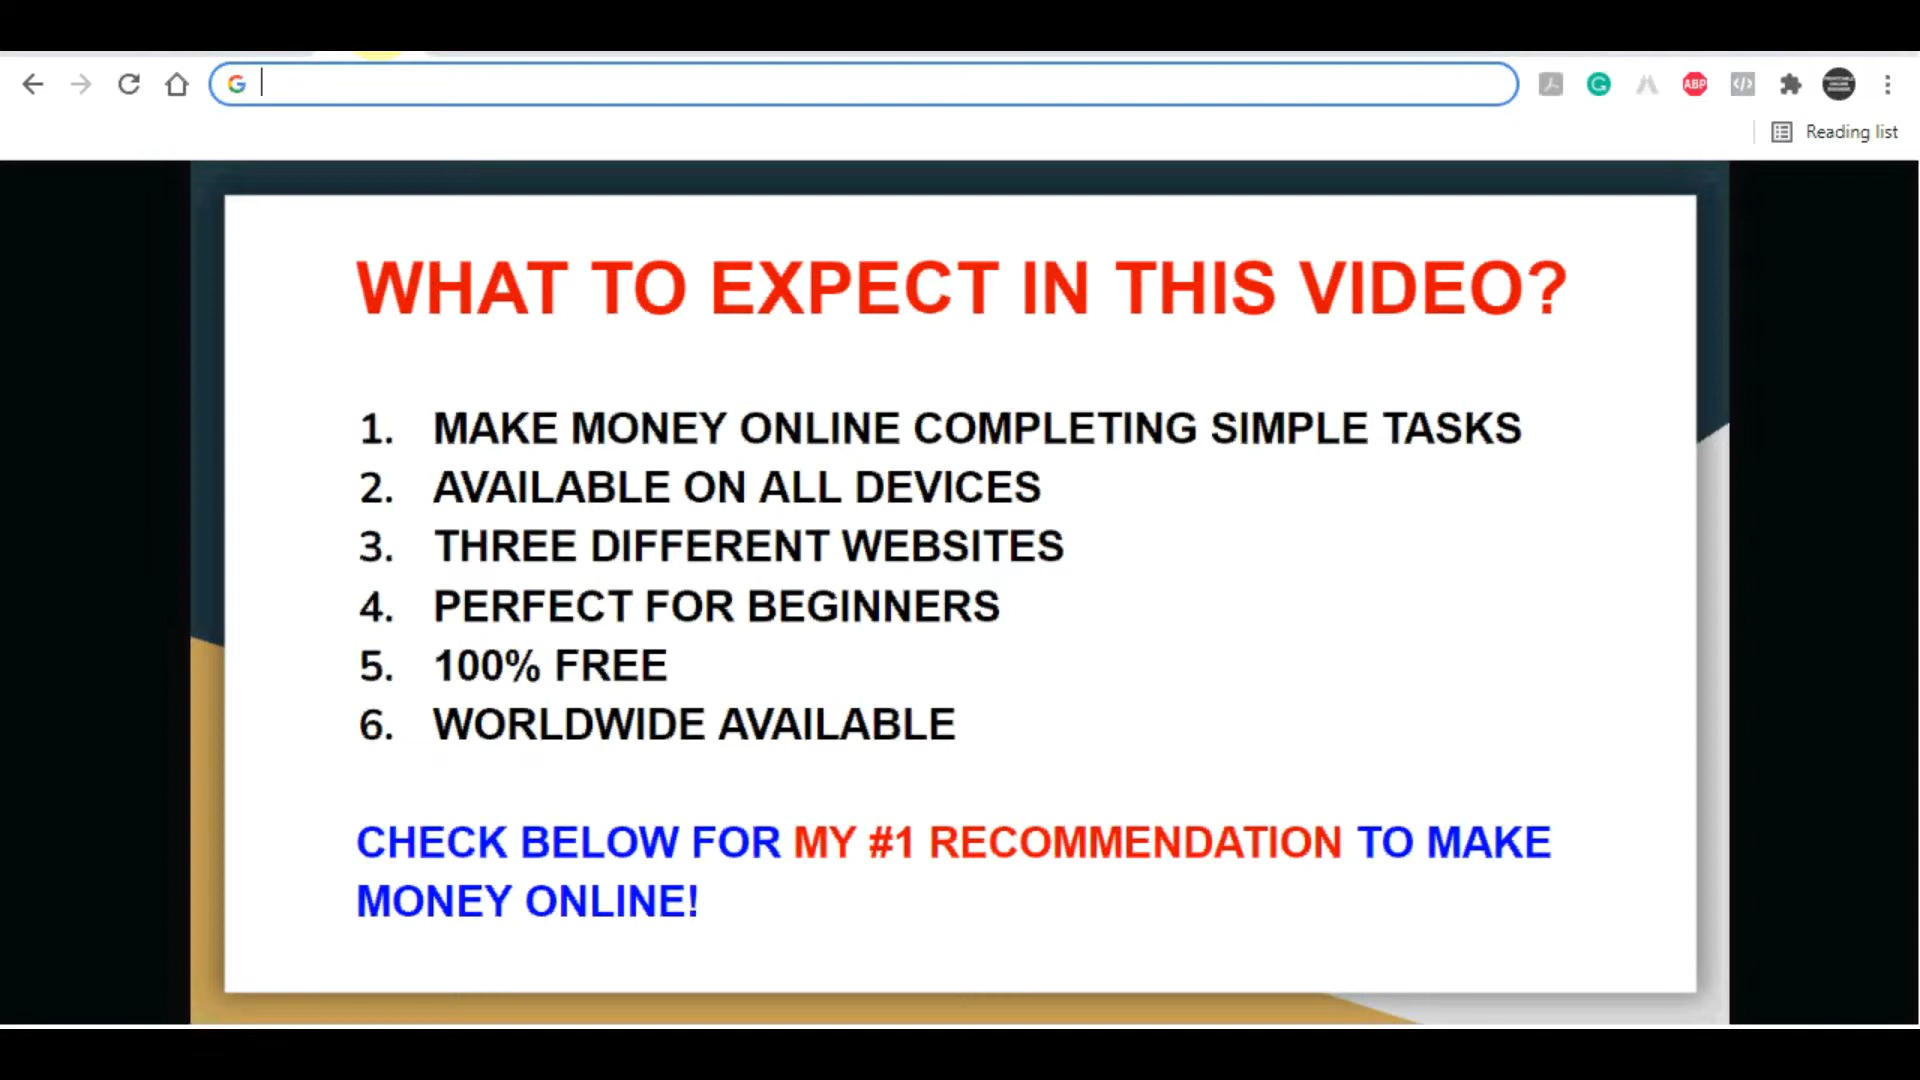 ABP
Reading list
WHAT TO EXPECT IN THIS VIDEO?
1. MAKE MONEY ONLINE COMPLETING SIMPLE TASKS
2. AVAILABLE ON ALL DEVICES
3. THREE DIFFERENT WEBSITES
4. PERFECT FOR BEGINNERS
5. 100% FREE
6. WORLDWIDE AVAILABLE
CHECK BELOW FOR MY #1 RECOMMENDATION TO MAKE
MONEY ONLINE!